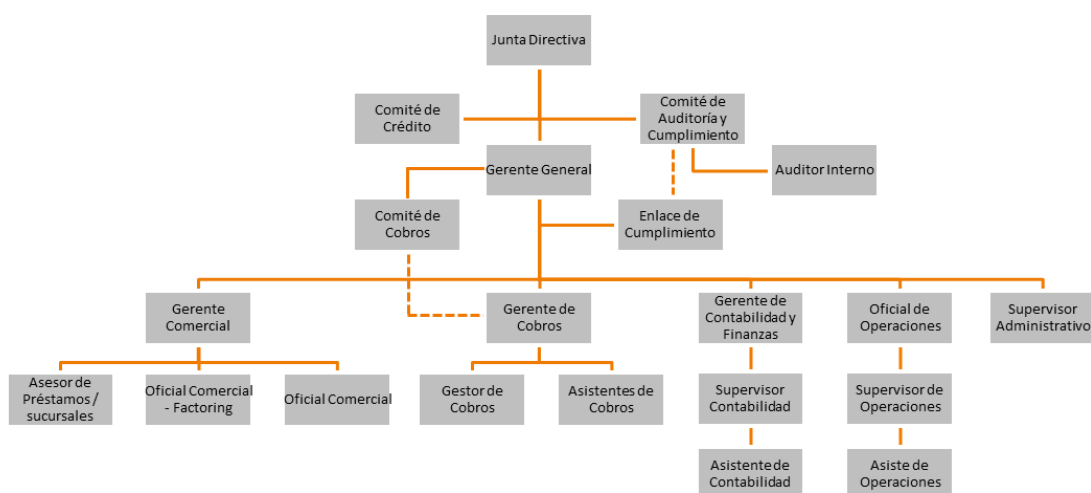 Junta Directiva
Comité de
Crédito
Comité de
Auditoría y
Cumplimiento
Gerente General
Auditor Interno
Comité de
Cobros
Enlace de
Cumplimiento
Gerente
Comercial
Gerente de
Cobros
Gerente de
Contabilidad y
Finanzas
Oficial de
Operaciones
Supervisor
Administrativo
Asesor de
Préstamos /
sucursales
Oficial Comercial
- Factoring
Oficial Comercial
Gestor de
Cobros
Asistentes de
Cobros
Supervisor
Contabilidad
Supervisor de
Operaciones
Asistente de
Contabilidad
Asiste de
Operaciones